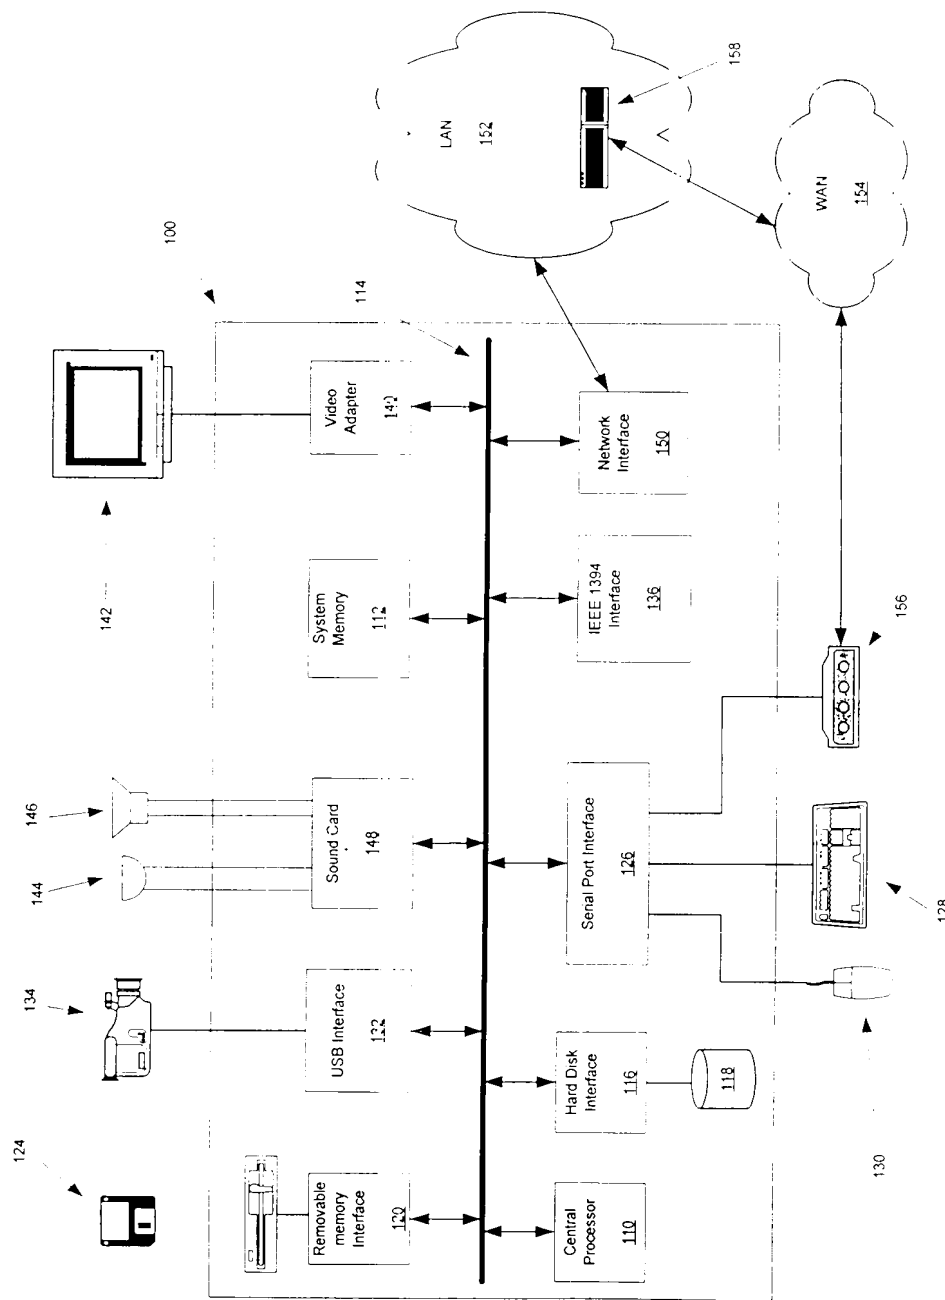 124
134
144
146
142
100
114
Removable
memory
Interface
120
USB Interface
132
Sound Card
148
System
Memory
112
Video
Adapter
140
Central
Processor
110
Hard Disk
Interface
116
118
Serial Port Interface
126
IEEE 1394
Interface
136
Network
Interface
150
130
128
156
LAN
152
158
WAN
154